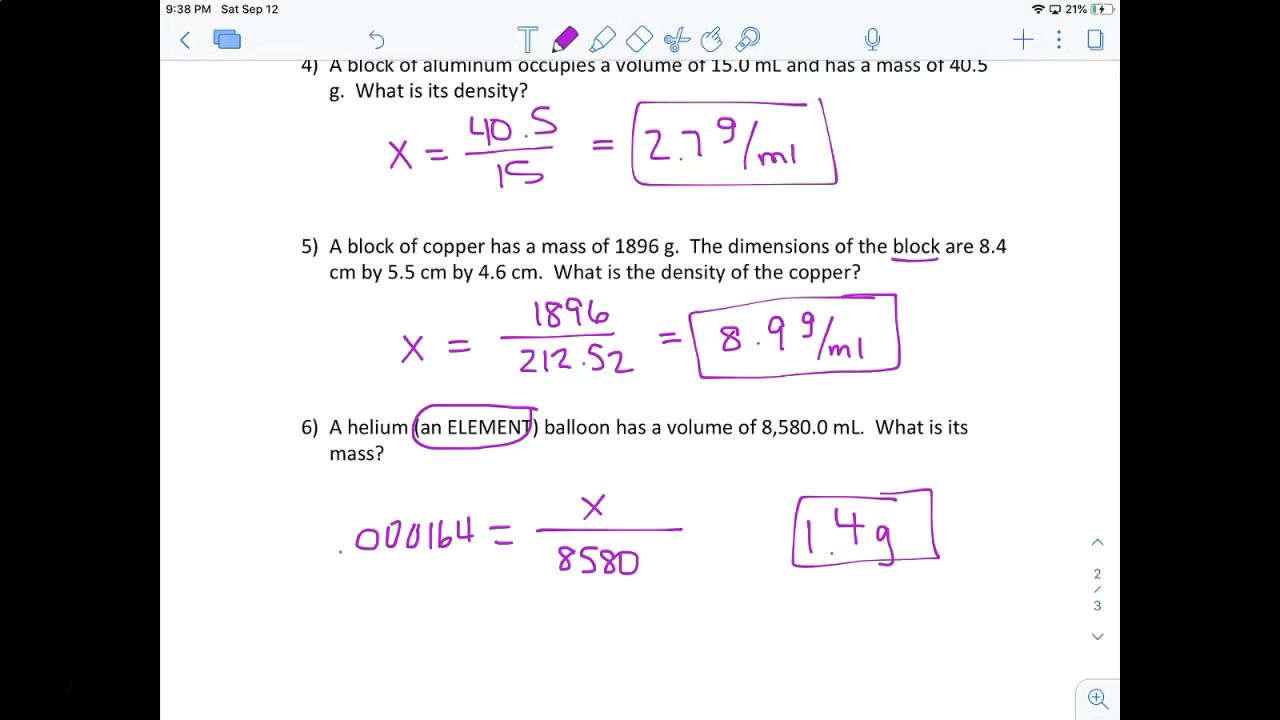 9:38 PM Sat Sep 12 21%
4) A block of aluminum occupies a volume of 15.0 mL and has a mass of 40.5
g. What is its density?
x = 40.5 / 15 = 2.7 g/ml
5) A block of copper has a mass of 1896 g. The dimensions of the block are 8.4
cm by 5.5 cm by 4.6 cm. What is the density of the copper?
x = 1896 / 212.52 = 8.9 g/ml
6) A helium (an ELEMENT) balloon has a volume of 8,580.0 mL. What is its
mass?
.000164 = x / 8580 1.4 g
2
/
3